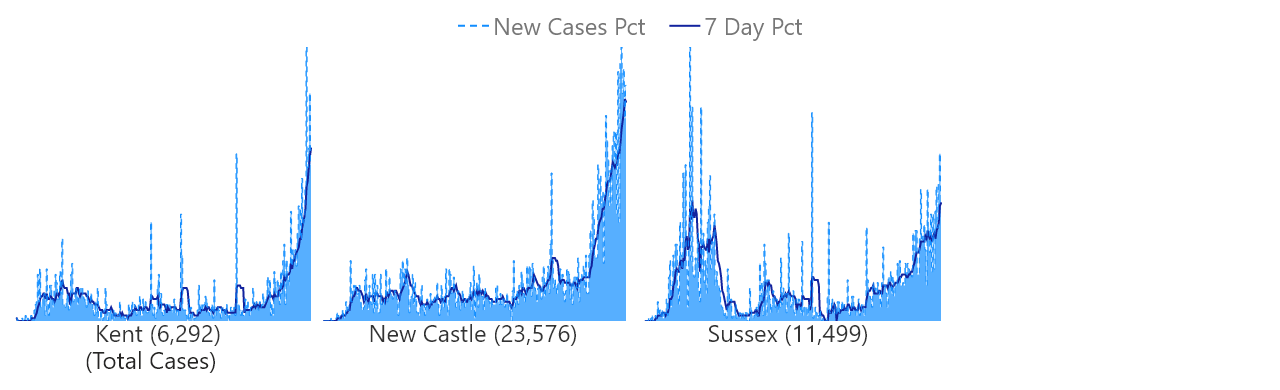 New Cases Pct 7 Day Pct
Kent (6,292) New Castle (23,576) Sussex (11,499)
(Total Cases)